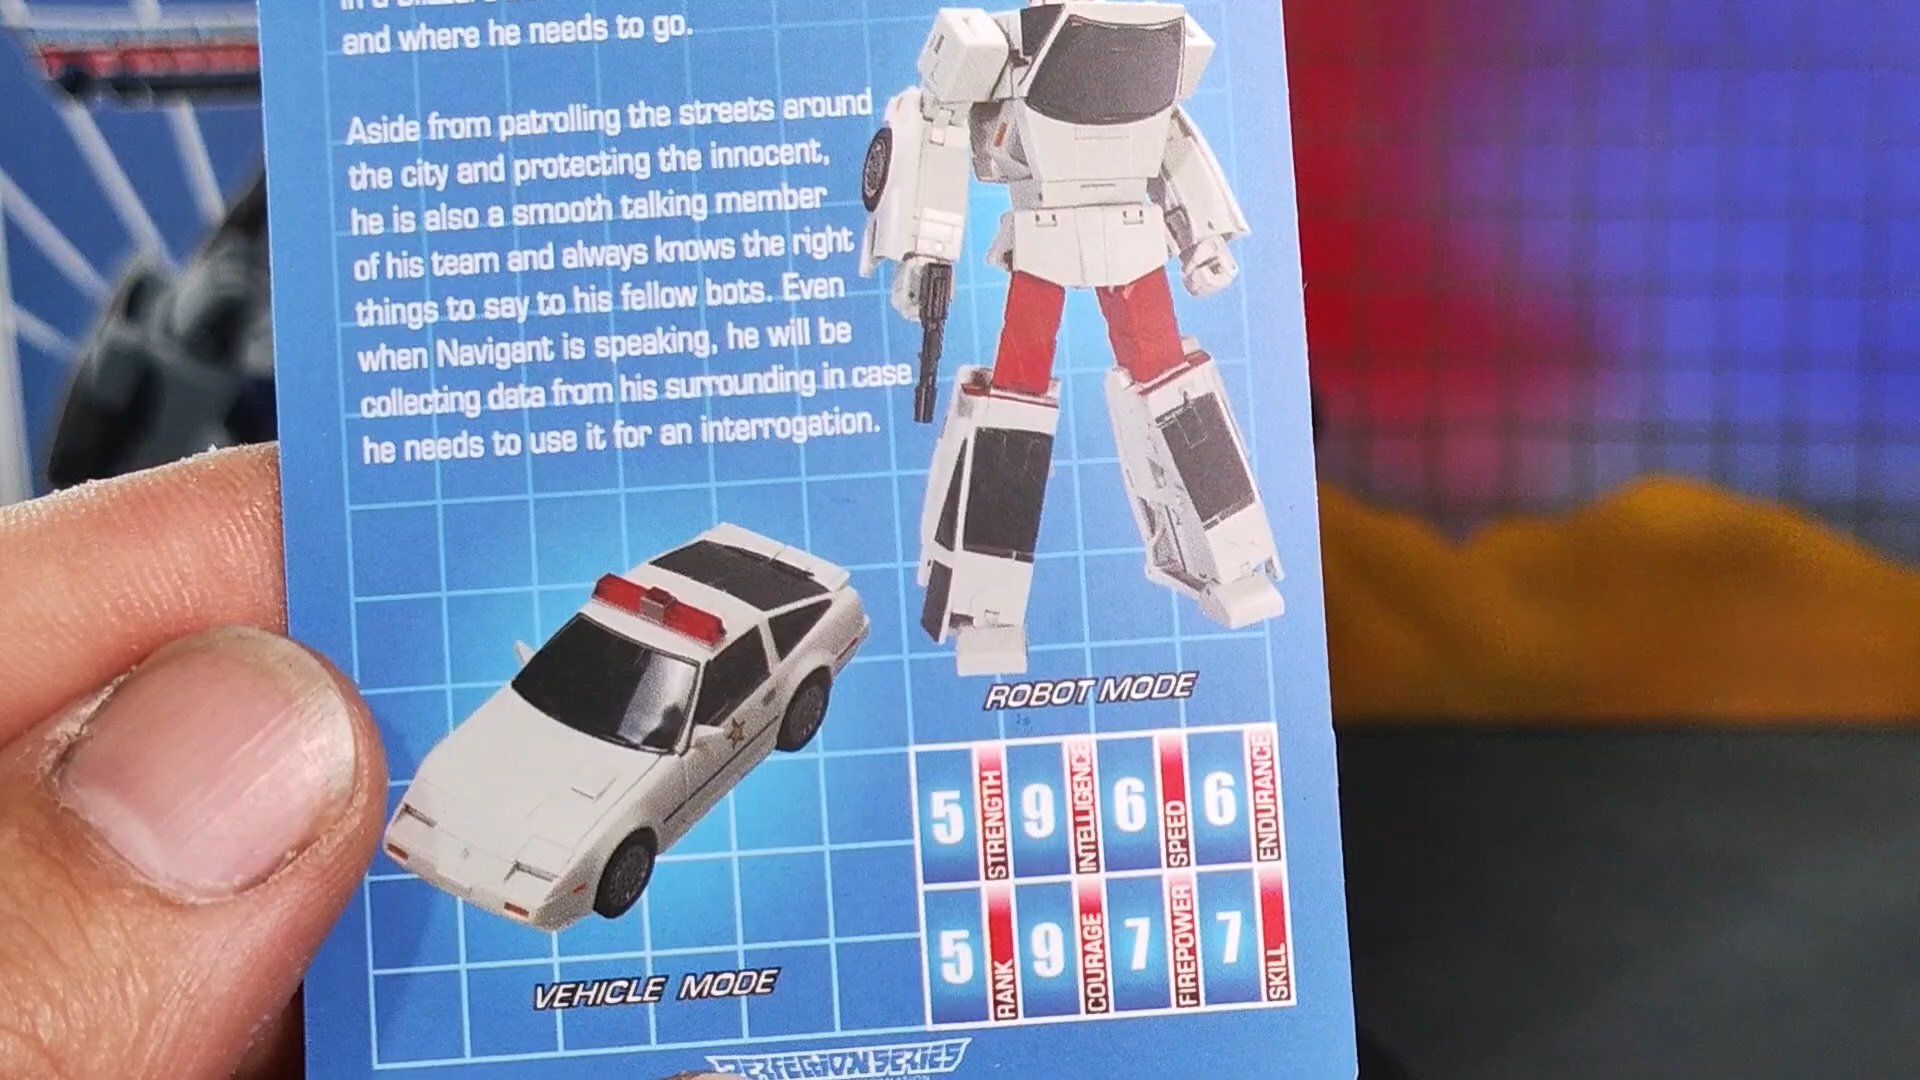 and where he needs to go.
Aside from patrolling the streets around
the city and protecting the innocent,
he is also a smooth talking member
of his team and always knows the right
things to say to his fellow bots. Even
when Navigant is speaking, he will be
collecting data from his surrounding in case
he needs to use it for an interrogation.
ROBOT MODE
5 STRENGTH 9 INTELLIGENCE 6 SPEED 6 ENDURANCE
5 RANK 9 COURAGE 7 FIREPOWER 7 SKILL
VEHICLE MODE
PERFECTION SERIES